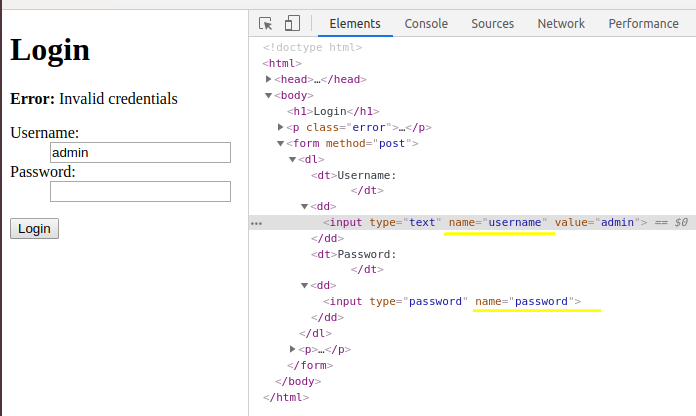 Login
Error: Invalid credentials
Username:
admin
Password:
Login
Elements Console Sources Network Performance
<!doctype html>
<html>
<head>…</head>
<body>
<h1>Login</h1>
<p class="error">…</p>
<form method="post">
<dl>
<dt>Username:
</dt>
<dd>
<input type="text" name="username" value="admin"> == $0
</dd>
<dt>Password:
</dt>
<dd>
<input type="password" name="password">
</dd>
</dl>
<p>…</p>
</form>
</body>
</html>